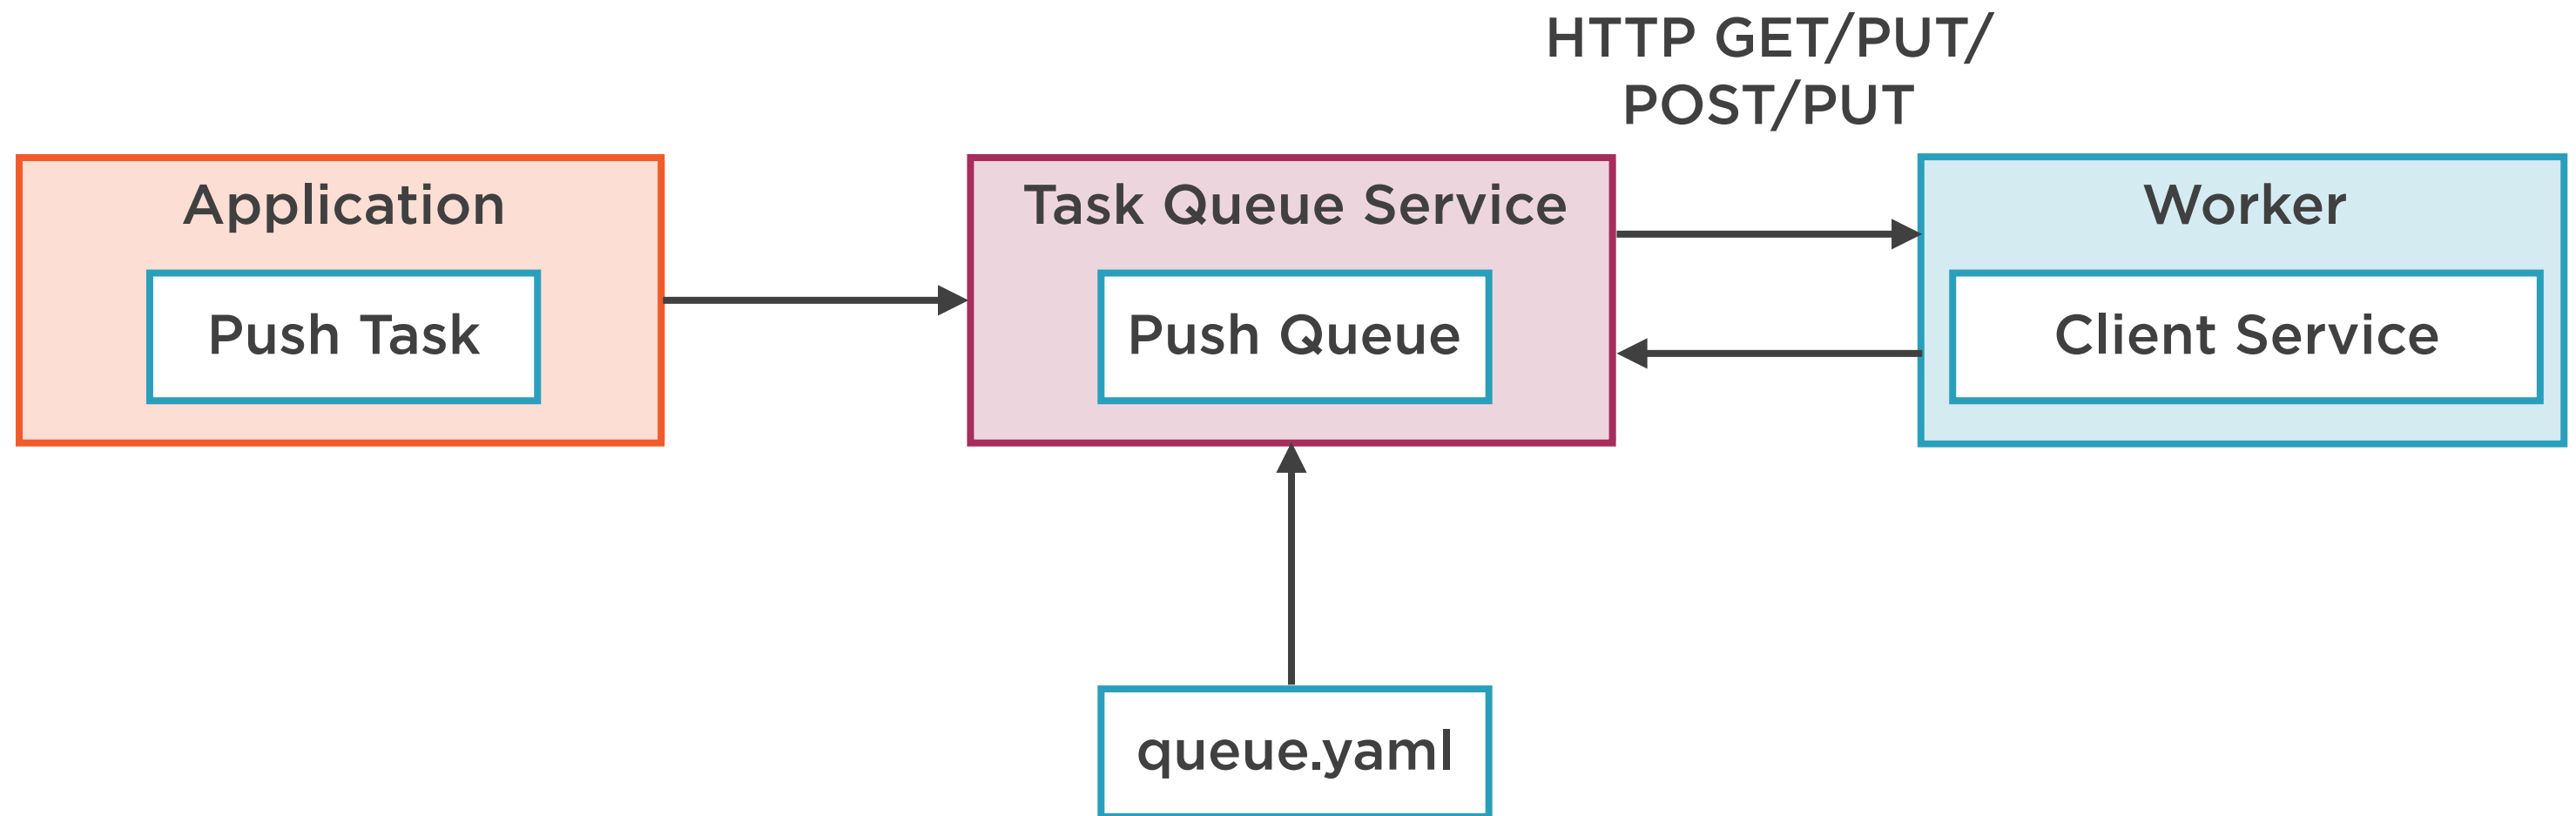 HTTP GET/PUT/
POST/PUT
Application
Push Task
Task Queue Service
Push Queue
Worker
Client Service
queue.yaml